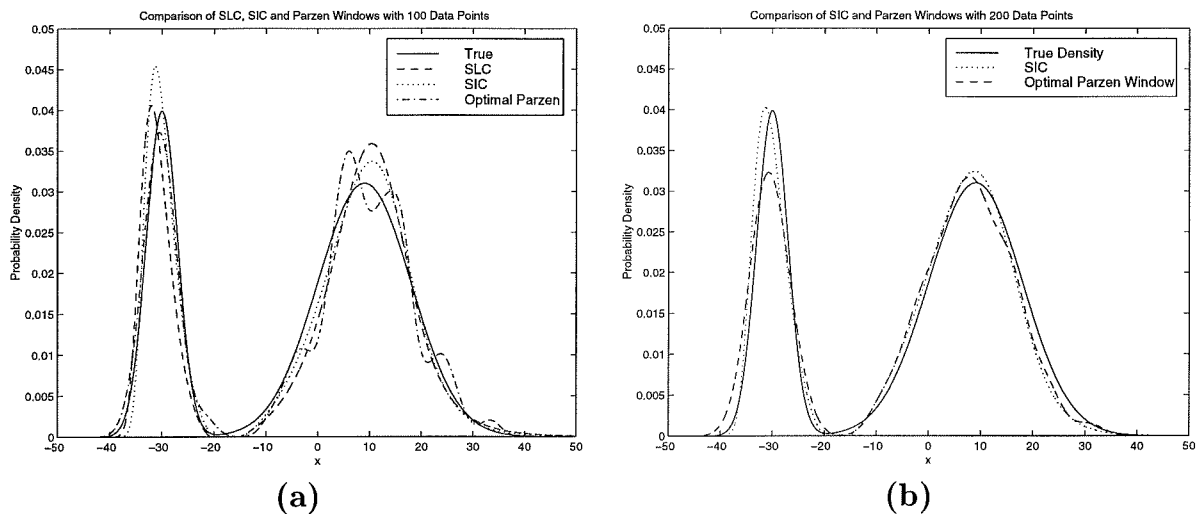 Comparison of SLC, SIC and Parzen Windows with 100 Data Points
0.05
0.045
0.04
0.035
0.03
0.025
0.02
0.015
0.01
0.005
0
Probability Density
True
SLC
SIC
Optimal Parzen
-50 -40 -30 -20 -10 0 10 20 30 40 50
x
(a)
Comparison of SIC and Parzen Windows with 200 Data Points
0.05
0.045
0.04
0.035
0.03
0.025
0.02
0.015
0.01
0.005
0
Probability Density
True Density
SIC
Optimal Parzen Window
-50 -40 -30 -20 -10 0 10 20 30 40 50
x
(b)